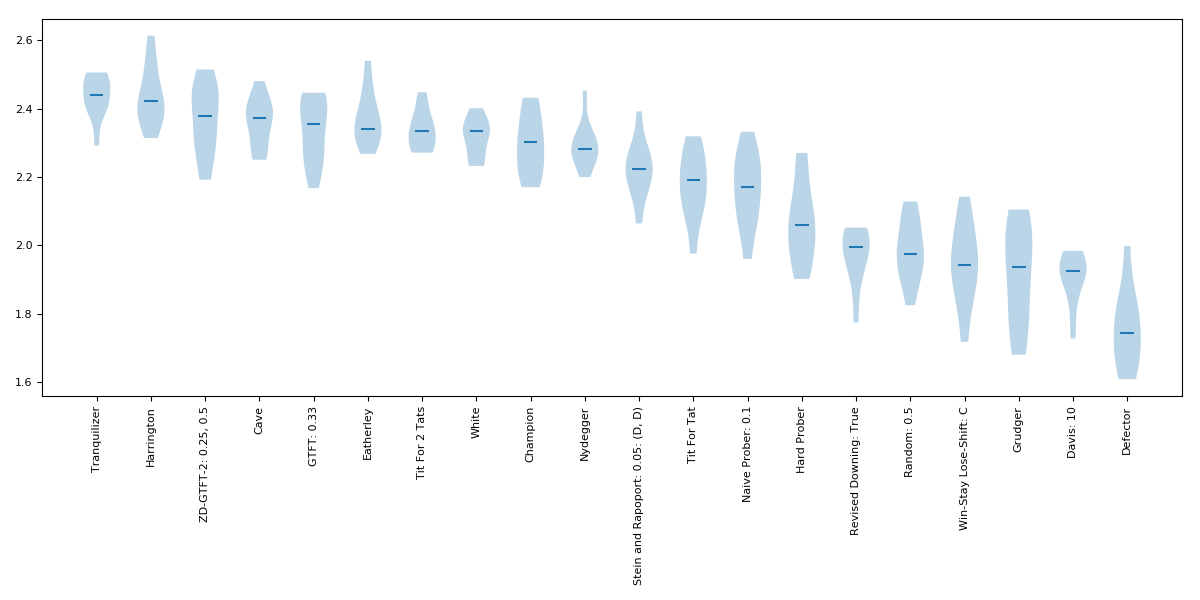 2.6
2.4
2.2
2.0
1.8
1.6
Tranquilizer
Harrington
ZD-GTFT-2: 0.25, 0.5
Cave
GTFT: 0.33
Eatherley
Tit For 2 Tats
White
Champion
Nydegger
Stein and Rapoport: 0.05: (D, D)
Tit For Tat
Naive Prober: 0.1
Hard Prober
Revised Downing: True
Random: 0.5
Win-Stay Lose-Shift: C
Grudger
Davis: 10
Defector